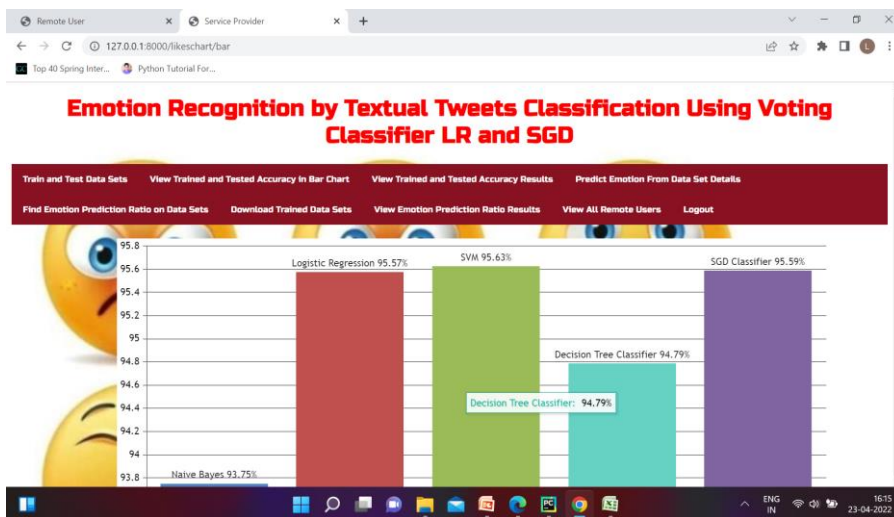 Remote User
Service Provider
127.0.0.1:8000/likeschart/bar
L
Top 40 Spring Inter...
Python Tutorial For...
Emotion Recognition by Textual Tweets Classification Using Voting
Classifier LR and SGD
Train and Test Data Sets View Trained and Tested Accuracy in Bar Chart View Trained and Tested Accuracy Results Predict Emotion From Data Set Details
Find Emotion Prediction Ratio on Data Sets Download Trained Data Sets View Emotion Prediction Ratio Results View All Remote Users Logout
95.8
Logistic Regression 95.57%
SVM 95.63%
SGD Classifier 95.59%
95.6
95.4
95.2
95
Decision Tree Classifier 94.79%
94.8
94.6
Decision Tree Classifier: 94.79%
94.4
94.2
94
Naive Bayes 93.75%
93.8
ENG
IN
16:15
23-04-2022